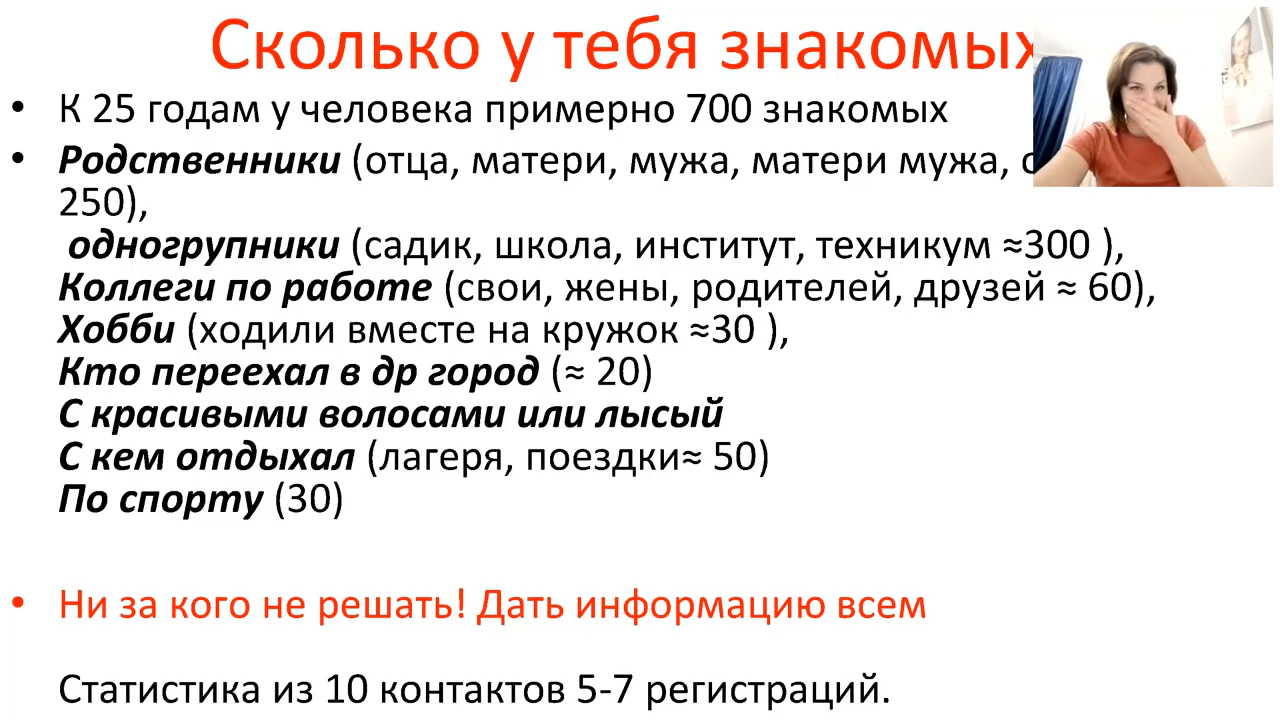 Сколько у тебя знакомых
• К 25 годам у человека примерно 700 знакомых
• Родственники (отца, матери, мужа, матери мужа,
250),
одногрупники (садик, школа, институт, техникум ≈300 ),
Коллеги по работе (свои, жены, родителей, друзей ≈ 60),
Хобби (ходили вместе на кружок ≈30 ),
Кто переехал в др город (≈ 20)
С красивыми волосами или лысый
С кем отдыхал (лагеря, поездки≈ 50)
По спорту (30)
• Ни за кого не решать! Дать информацию всем
Статистика из 10 контактов 5-7 регистраций.